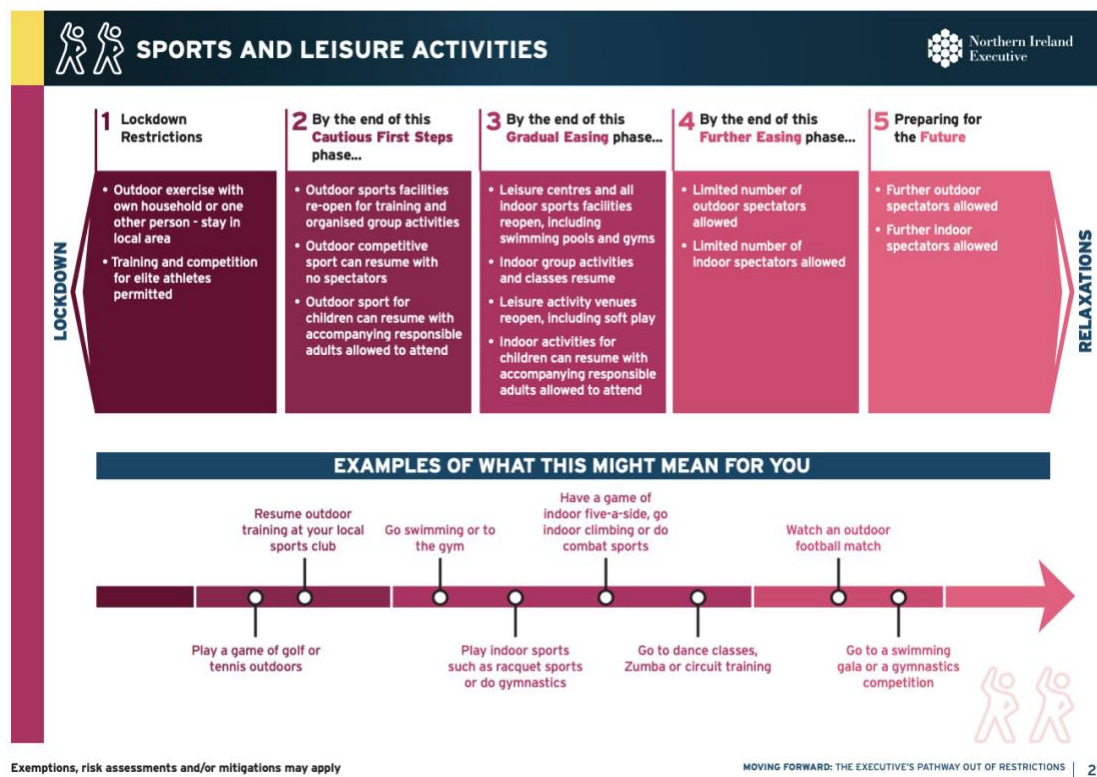 SPORTS AND LEISURE ACTIVITIES
Northern Ireland
Executive
1 Lockdown
Restrictions
2 By the end of this
Cautious First Steps
phase...
3 By the end of this
Gradual Easing phase...
4 By the end of this
Further Easing phase...
5 Preparing for
the Future
LOCKDOWN
• Outdoor exercise with
own household or one
other person - stay in
local area
• Training and competition
for elite athletes
permitted
• Outdoor sports facilities
re-open for training and
organised group activities
• Outdoor competitive
sport can resume with
no spectators
• Outdoor sport for
children can resume with
accompanying responsible
adults allowed to attend
• Leisure centres and all
indoor sports facilities
reopen, including
swimming pools and gyms
• Indoor group activities
and classes resume
• Leisure activity venues
reopen, including soft play
• Indoor activities for
children can resume with
accompanying responsible
adults allowed to attend
• Limited number of
outdoor spectators
allowed
• Limited number of
indoor spectators allowed
• Further outdoor
spectators allowed
• Further Indoor
spectators allowed
RELAXATIONS
EXAMPLES OF WHAT THIS MIGHT MEAN FOR YOU
Resume outdoor
training at your local
sports club
Go swimming or to
the gym
Have a game of
indoor five-a-side, go
indoor climbing or do
combat sports
Watch an outdoor
football match
Play a game of golf or
tennis outdoors
Play indoor sports
such as racquet sports
or do gymnastics
Go to dance classes,
Zumba or circuit training
Go to a swimming
gala or a gymnastics
competition
Exemptions, risk assessments and/or mitigations may apply
MOVING FORWARD: THE EXECUTIVE'S PATHWAY OUT OF RESTRICTIONS | 2